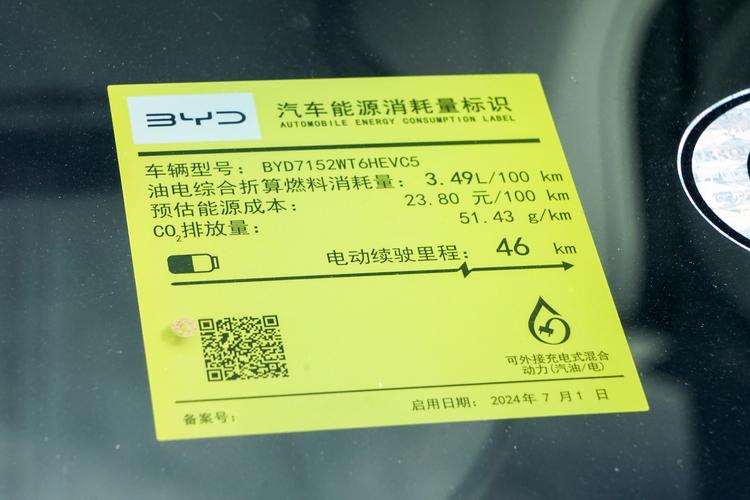 BYD
汽车能源消耗量标识
AUTOMOBILE ENERGY CONSUMPTION LABEL
车辆型号: BYD7152WT6HEVC5
油电综合折算燃料消耗量: 3.49L/100 km
预估能源成本: 23.80 元/100 km
CO2排放量: 51.43 g/km
电动续驶里程: 46 km
可外接充电式混合
动力(汽油/电)
备案号:
启用日期: 2024年 7 月 1 日